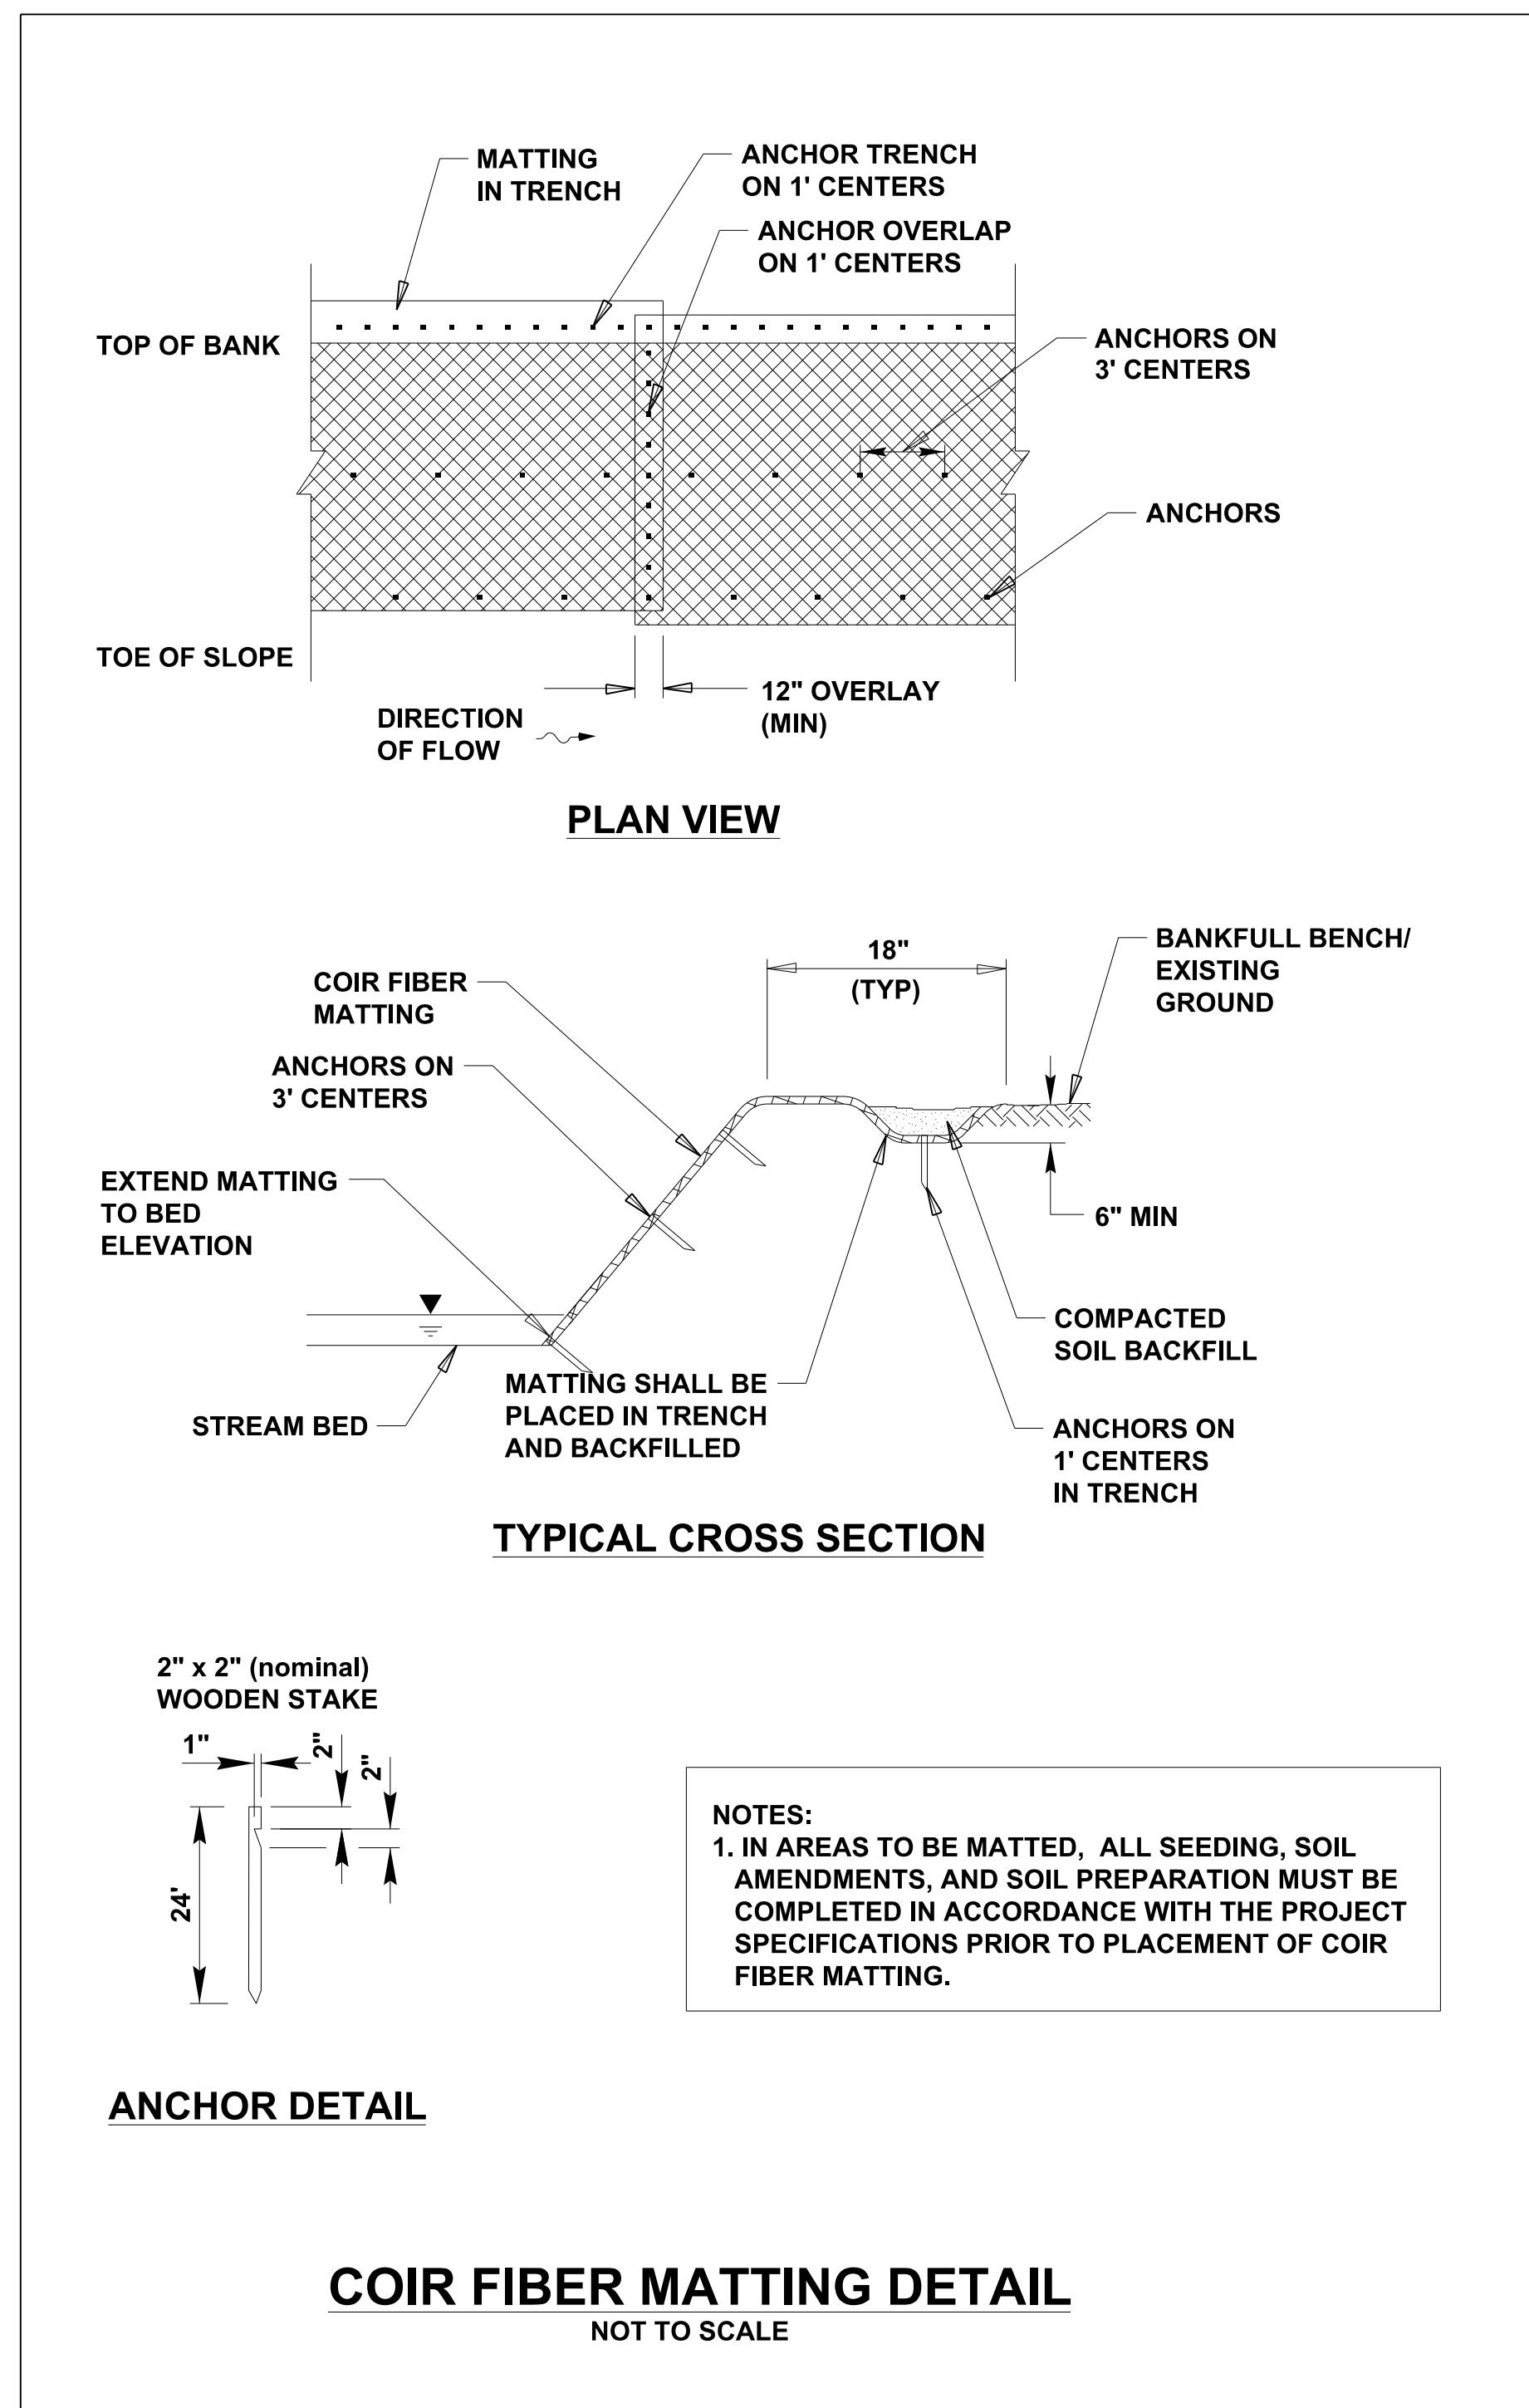 MATTING
IN TRENCH
ANCHOR TRENCH
ON 1' CENTERS
ANCHOR OVERLAP
ON 1' CENTERS
TOP OF BANK
ANCHORS ON
3' CENTERS
ANCHORS
TOE OF SLOPE
12" OVERLAY
(MIN)
DIRECTION
OF FLOW
PLAN VIEW
18"
(TYP)
BANKFULL BENCH/
EXISTING
GROUND
COIR FIBER
MATTING
ANCHORS ON
3' CENTERS
EXTEND MATTING
TO BED
ELEVATION
6" MIN
COMPACTED
SOIL BACKFILL
MATTING SHALL BE
PLACED IN TRENCH
AND BACKFILLED
STREAM BED
ANCHORS ON
1' CENTERS
IN TRENCH
TYPICAL CROSS SECTION
2" x 2" (nominal)
WOODEN STAKE
1"
2"
2"
24'
NOTES:
1. IN AREAS TO BE MATTED, ALL SEEDING, SOIL
AMENDMENTS, AND SOIL PREPARATION MUST BE
COMPLETED IN ACCORDANCE WITH THE PROJECT
SPECIFICATIONS PRIOR TO PLACEMENT OF COIR
FIBER MATTING.
ANCHOR DETAIL
COIR FIBER MATTING DETAIL
NOT TO SCALE